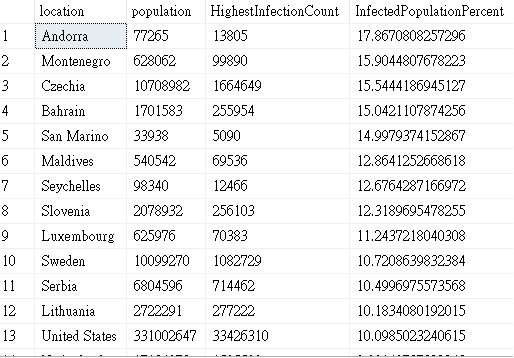 location population HighestInfectionCount InfectedPopulationPercent
1 Andorra 77265 13805 17.8670808257296
2 Montenegro 628062 99890 15.9044807678223
3 Czechia 10708982 1664649 15.5444186945127
4 Bahrain 1701583 255954 15.0421107874256
5 San Marino 33938 5090 14.9979374152867
6 Maldives 540542 69536 12.8641252668618
7 Seychelles 98340 12466 12.6764287166972
8 Slovenia 2078932 256103 12.3189695478255
9 Luxembourg 625976 70383 11.2437218040308
10 Sweden 10099270 1082729 10.7208639832384
11 Serbia 6804596 714462 10.4996975573568
12 Lithuania 2722291 277222 10.1834080192015
13 United States 331002647 33426310 10.0985023240615